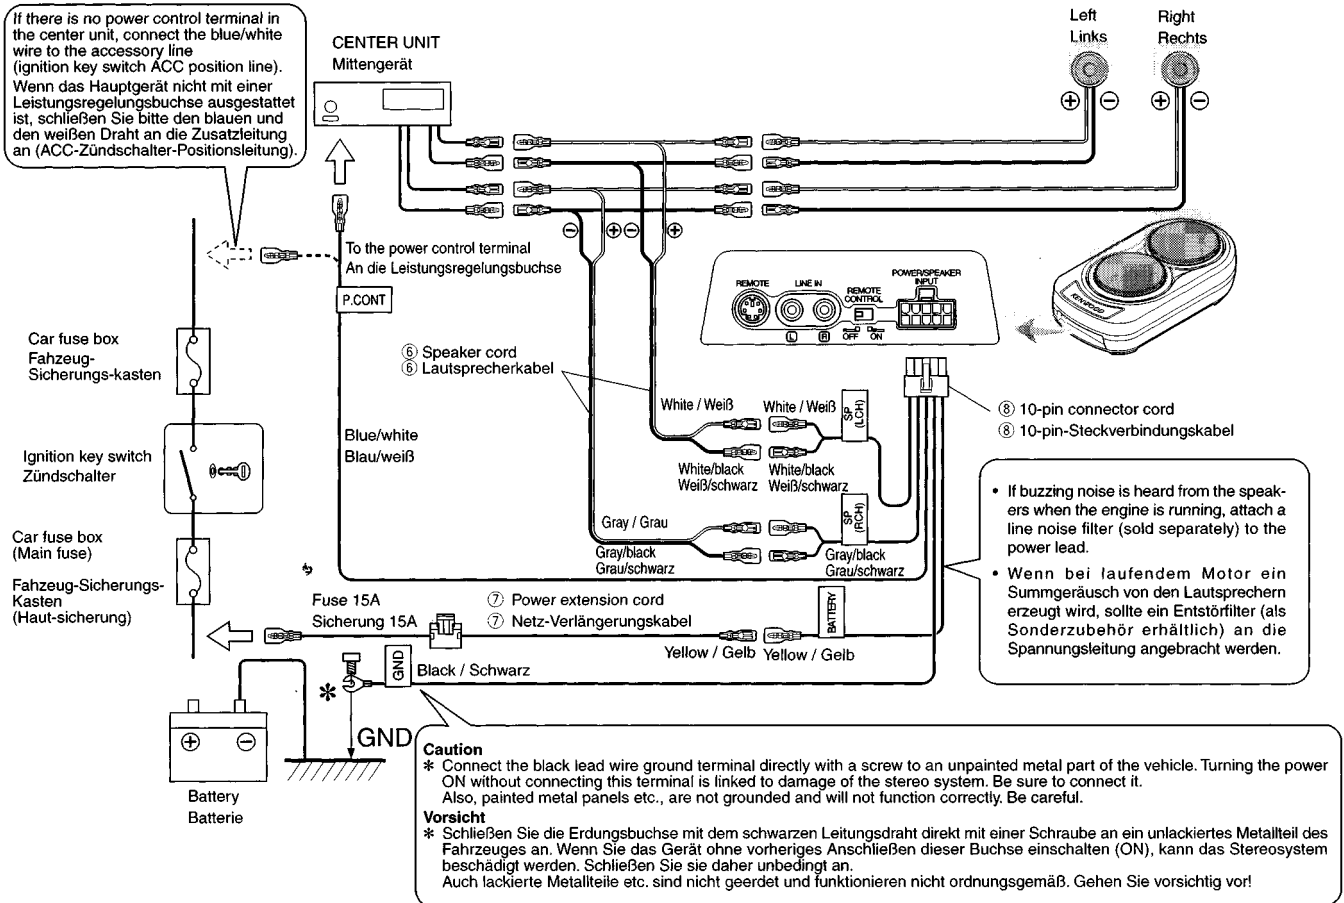 If there is no power control terminal in
the center unit, connect the blue/white
wire to the accessory line
(ignition key switch ACC position line).
Wenn das Hauptgerät nicht mit einer
Leistungsregelungsbuchse ausgestattet
ist, schließen Sie bitte den blauen und
den weißen Draht an die Zusatzleitung
an (ACC-Zündschalter-Positionsleitung).
CENTER UNIT
Mittengerät
Left
Links
Right
Rechts
⊕ ⊖
⊕ ⊖
⊖ ⊕ ⊖ ⊕
To the power control terminal
An die Leistungsregelungsbuchse
P.CONT
REMOTE
LINE IN
REMOTE
CONTROL
POWER/SPEAKER
INPUT
L R OFF ON
KENWOOD
Car fuse box
Fahzeug-
Sicherungs-kasten
⑥ Speaker cord
⑥ Lautsprecherkabel
White / Weiß
White / Weiß
SP
(LCH)
⑧ 10-pin connector cord
⑧ 10-pin-Steckverbindungskabel
Blue/white
Blau/weiß
Ignition key switch
Zündschalter
White/black
Weiß/schwarz
White/black
Weiß/schwarz
Gray / Grau
SP
(RCH)
Gray/black
Grau/schwarz
Gray/black
Grau/schwarz
• If buzzing noise is heard from the speak-
ers when the engine is running, attach a
line noise filter (sold separately) to the
power lead.
• Wenn bei laufendem Motor ein
Summgeräusch von den Lautsprechern
erzeugt wird, sollte ein Entstörfilter (als
Sonderzubehör erhältlich) an die
Spannungsleitung angebracht werden.
Car fuse box
(Main fuse)
Fahzeug-Sicherungs-
Kasten
(Haut-sicherung)
Fuse 15A
Sicherung 15A
⑦ Power extension cord
⑦ Netz-Verlängerungskabel
BATTERY
Yellow / Gelb
Yellow / Gelb
GND
Black / Schwarz
*
GND
⊕ ⊖
Battery
Batterie
Caution
* Connect the black lead wire ground terminal directly with a screw to an unpainted metal part of the vehicle. Turning the power
ON without connecting this terminal is linked to damage of the stereo system. Be sure to connect it.
Also, painted metal panels etc., are not grounded and will not function correctly. Be careful.
Vorsicht
* Schließen Sie die Erdungsbuchse mit dem schwarzen Leitungsdraht direkt mit einer Schraube an ein unlackiertes Metallteil des
Fahrzeuges an. Wenn Sie das Gerät ohne vorheriges Anschließen dieser Buchse einschalten (ON), kann das Stereosystem
beschädigt werden. Schließen Sie sie daher unbedingt an.
Auch lackierte Metallteile etc. sind nicht geerdet und funktionieren nicht ordnungsgemäß. Gehen Sie vorsichtig vor!